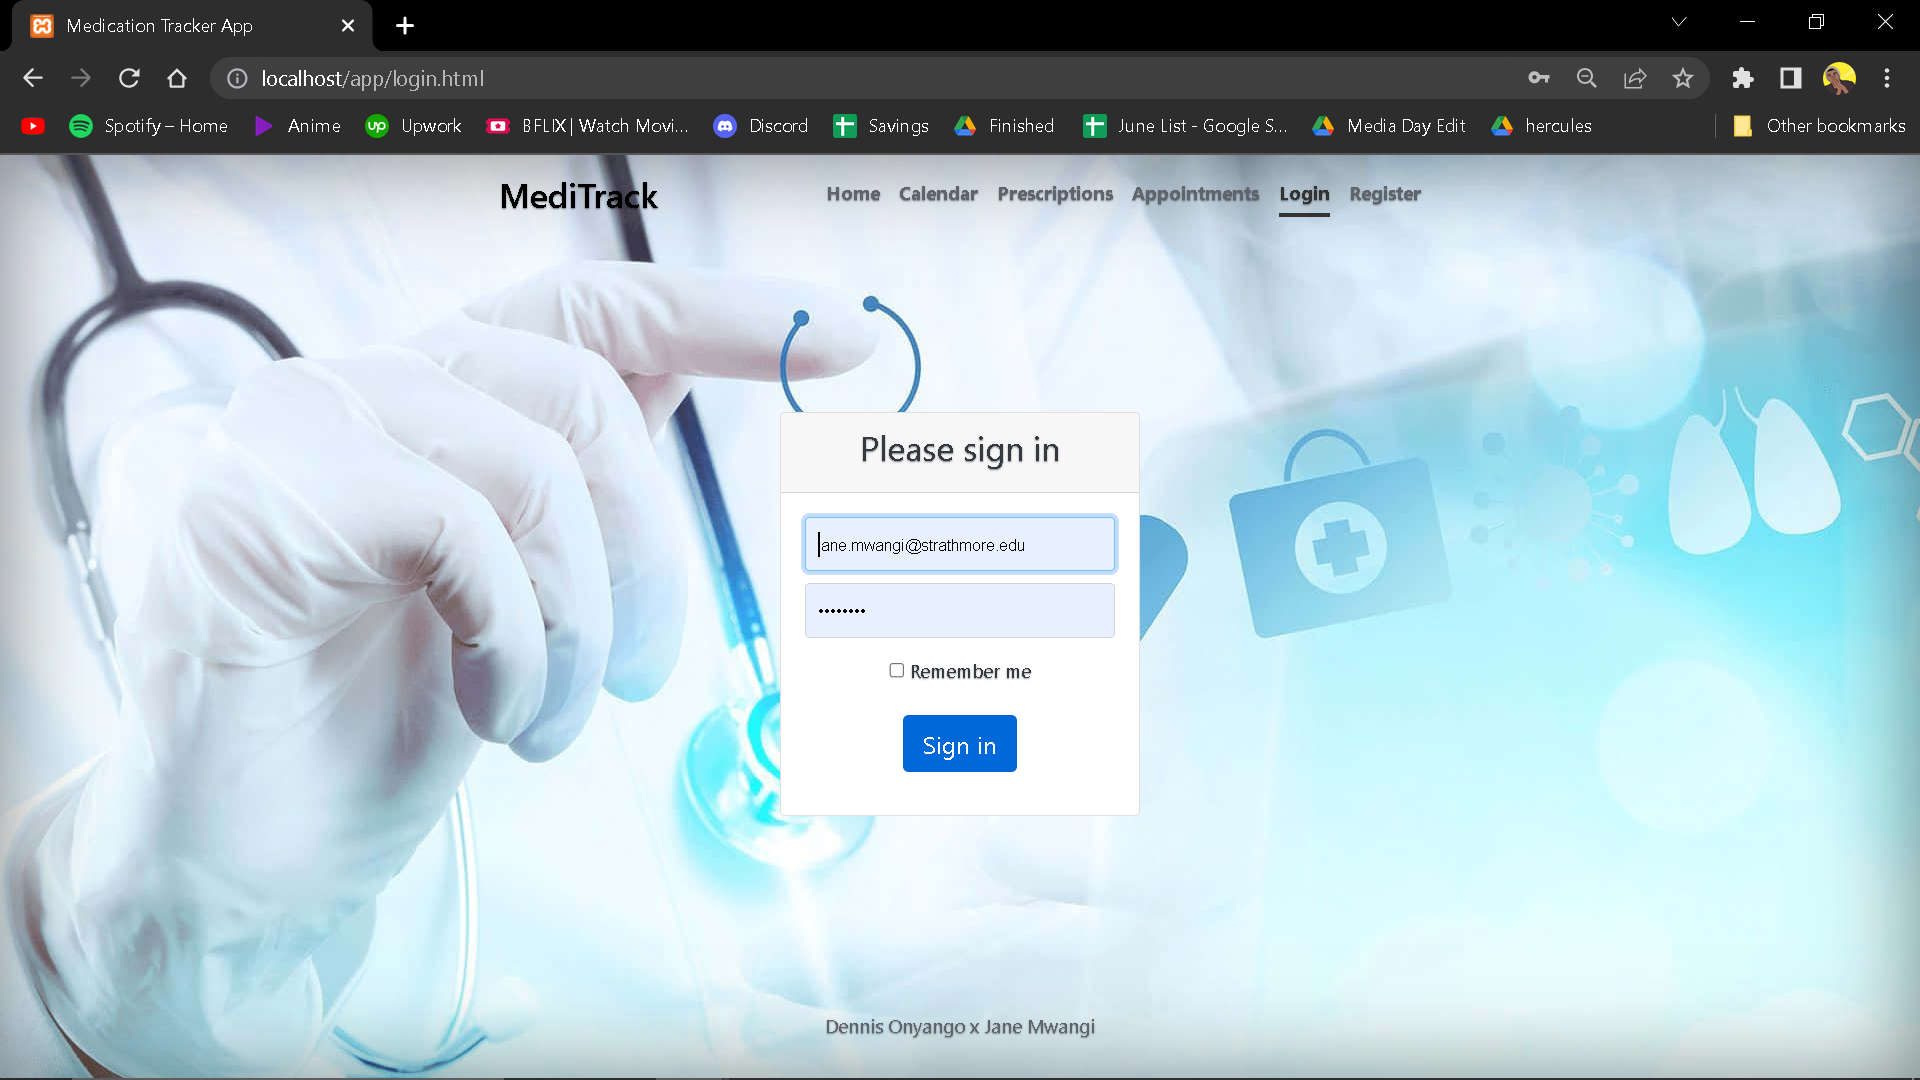 Medication Tracker App
localhost/app/login.html
Spotify – Home Anime Upwork BFLIX | Watch Movi... Discord Savings Finished June List - Google S... Media Day Edit hercules Other bookmarks
MediTrack Home Calendar Prescriptions Appointments Login Register
Please sign in
jane.mwangi@strathmore.edu
••••••••
Remember me
Sign in
Dennis Onyango x Jane Mwangi